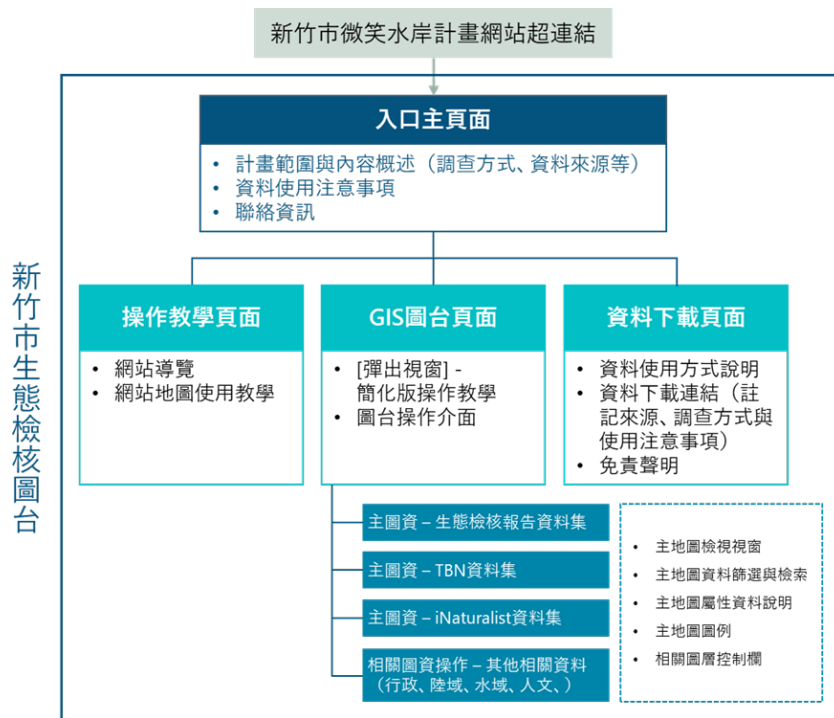 新竹市微笑水岸計畫網站超連結
新竹市生態檢核圖台
入口主頁面
• 計畫範圍與內容概述（調查方式、資料來源等）
• 資料使用注意事項
• 聯絡資訊
操作教學頁面
• 網站導覽
• 網站地圖使用教學
GIS圖台頁面
• [彈出視窗] -
簡化版操作教學
• 圖台操作介面
資料下載頁面
• 資料使用方式說明
• 資料下載連結（註
記來源、調查方式與
使用注意事項）
• 免責聲明
主圖資 – 生態檢核報告資料集
主圖資 – TBN資料集
主圖資 – iNaturalist資料集
相關圖資操作 – 其他相關資料
（行政、陸域、水域、人文、）
• 主地圖檢視視窗
• 主地圖資料篩選與檢索
• 主地圖屬性資料說明
• 主地圖圖例
• 相關圖層控制欄